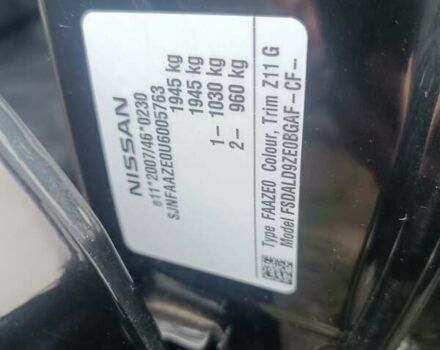 NISSAN
e11*2007/46*0230
SJNFAAZE0U6005763
1945 kg
1945 kg
1– 1030 kg
2– 960 kg
Type FAAZE0 Colour, Trim Z11 G
Model FSDALD9ZE0BGAF–CF–